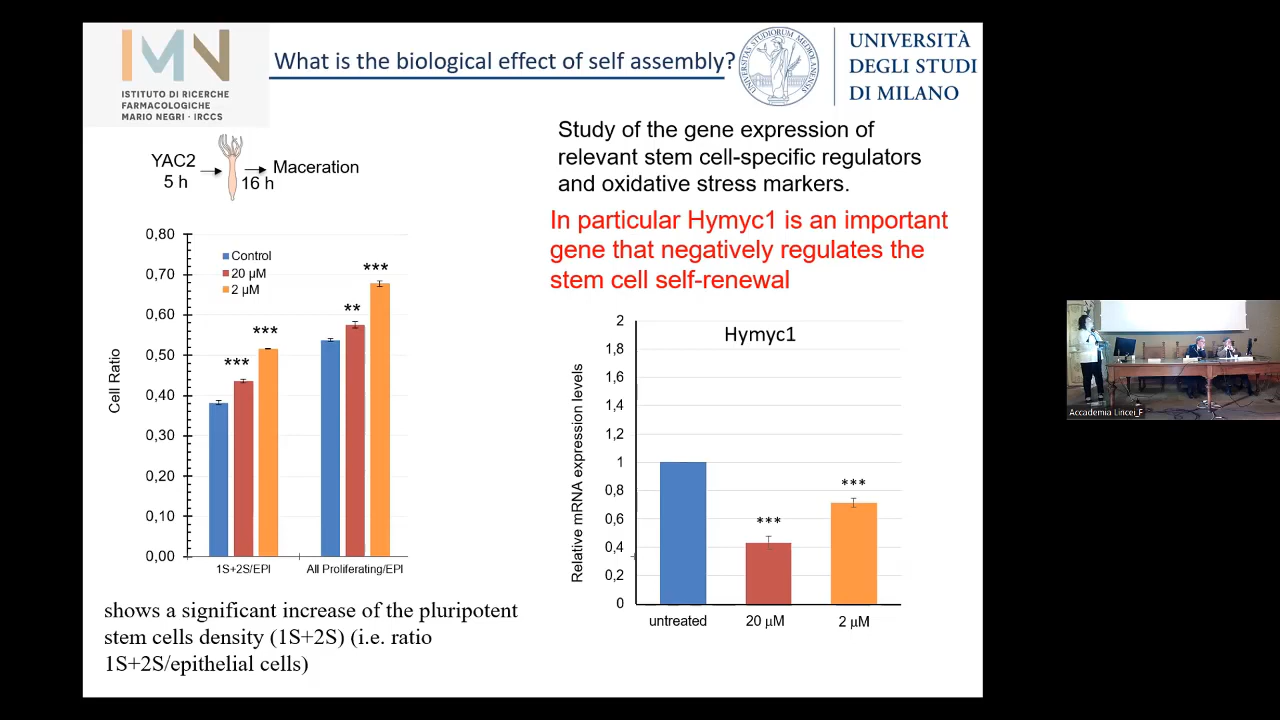 IMN
ISTITUTO DI RICERCHE
FARMACOLOGICHE
MARIO NEGRI · IRCCS
What is the biological effect of self assembly?
UNIVERSITÀ
DEGLI STUDI
DI MILANO
YAC2
5 h
16 h
Maceration
Study of the gene expression of
relevant stem cell-specific regulators
and oxidative stress markers.
In particular Hymyc1 is an important
gene that negatively regulates the
stem cell self-renewal
Cell Ratio
0,80
0,70
0,60
0,50
0,40
0,30
0,20
0,10
0,00
Control
20 µM
2 µM
***
***
**
***
1S+2S/EPI
All Proliferating/EPI
shows a significant increase of the pluripotent
stem cells density (1S+2S) (i.e. ratio
1S+2S/epithelial cells)
Hymyc1
Relative mRNA expression levels
2
1,8
1,6
1,4
1,2
1
0,8
0,6
0,4
0,2
0
***
***
untreated
20 µM
2 µM
Accademia Lincei_F